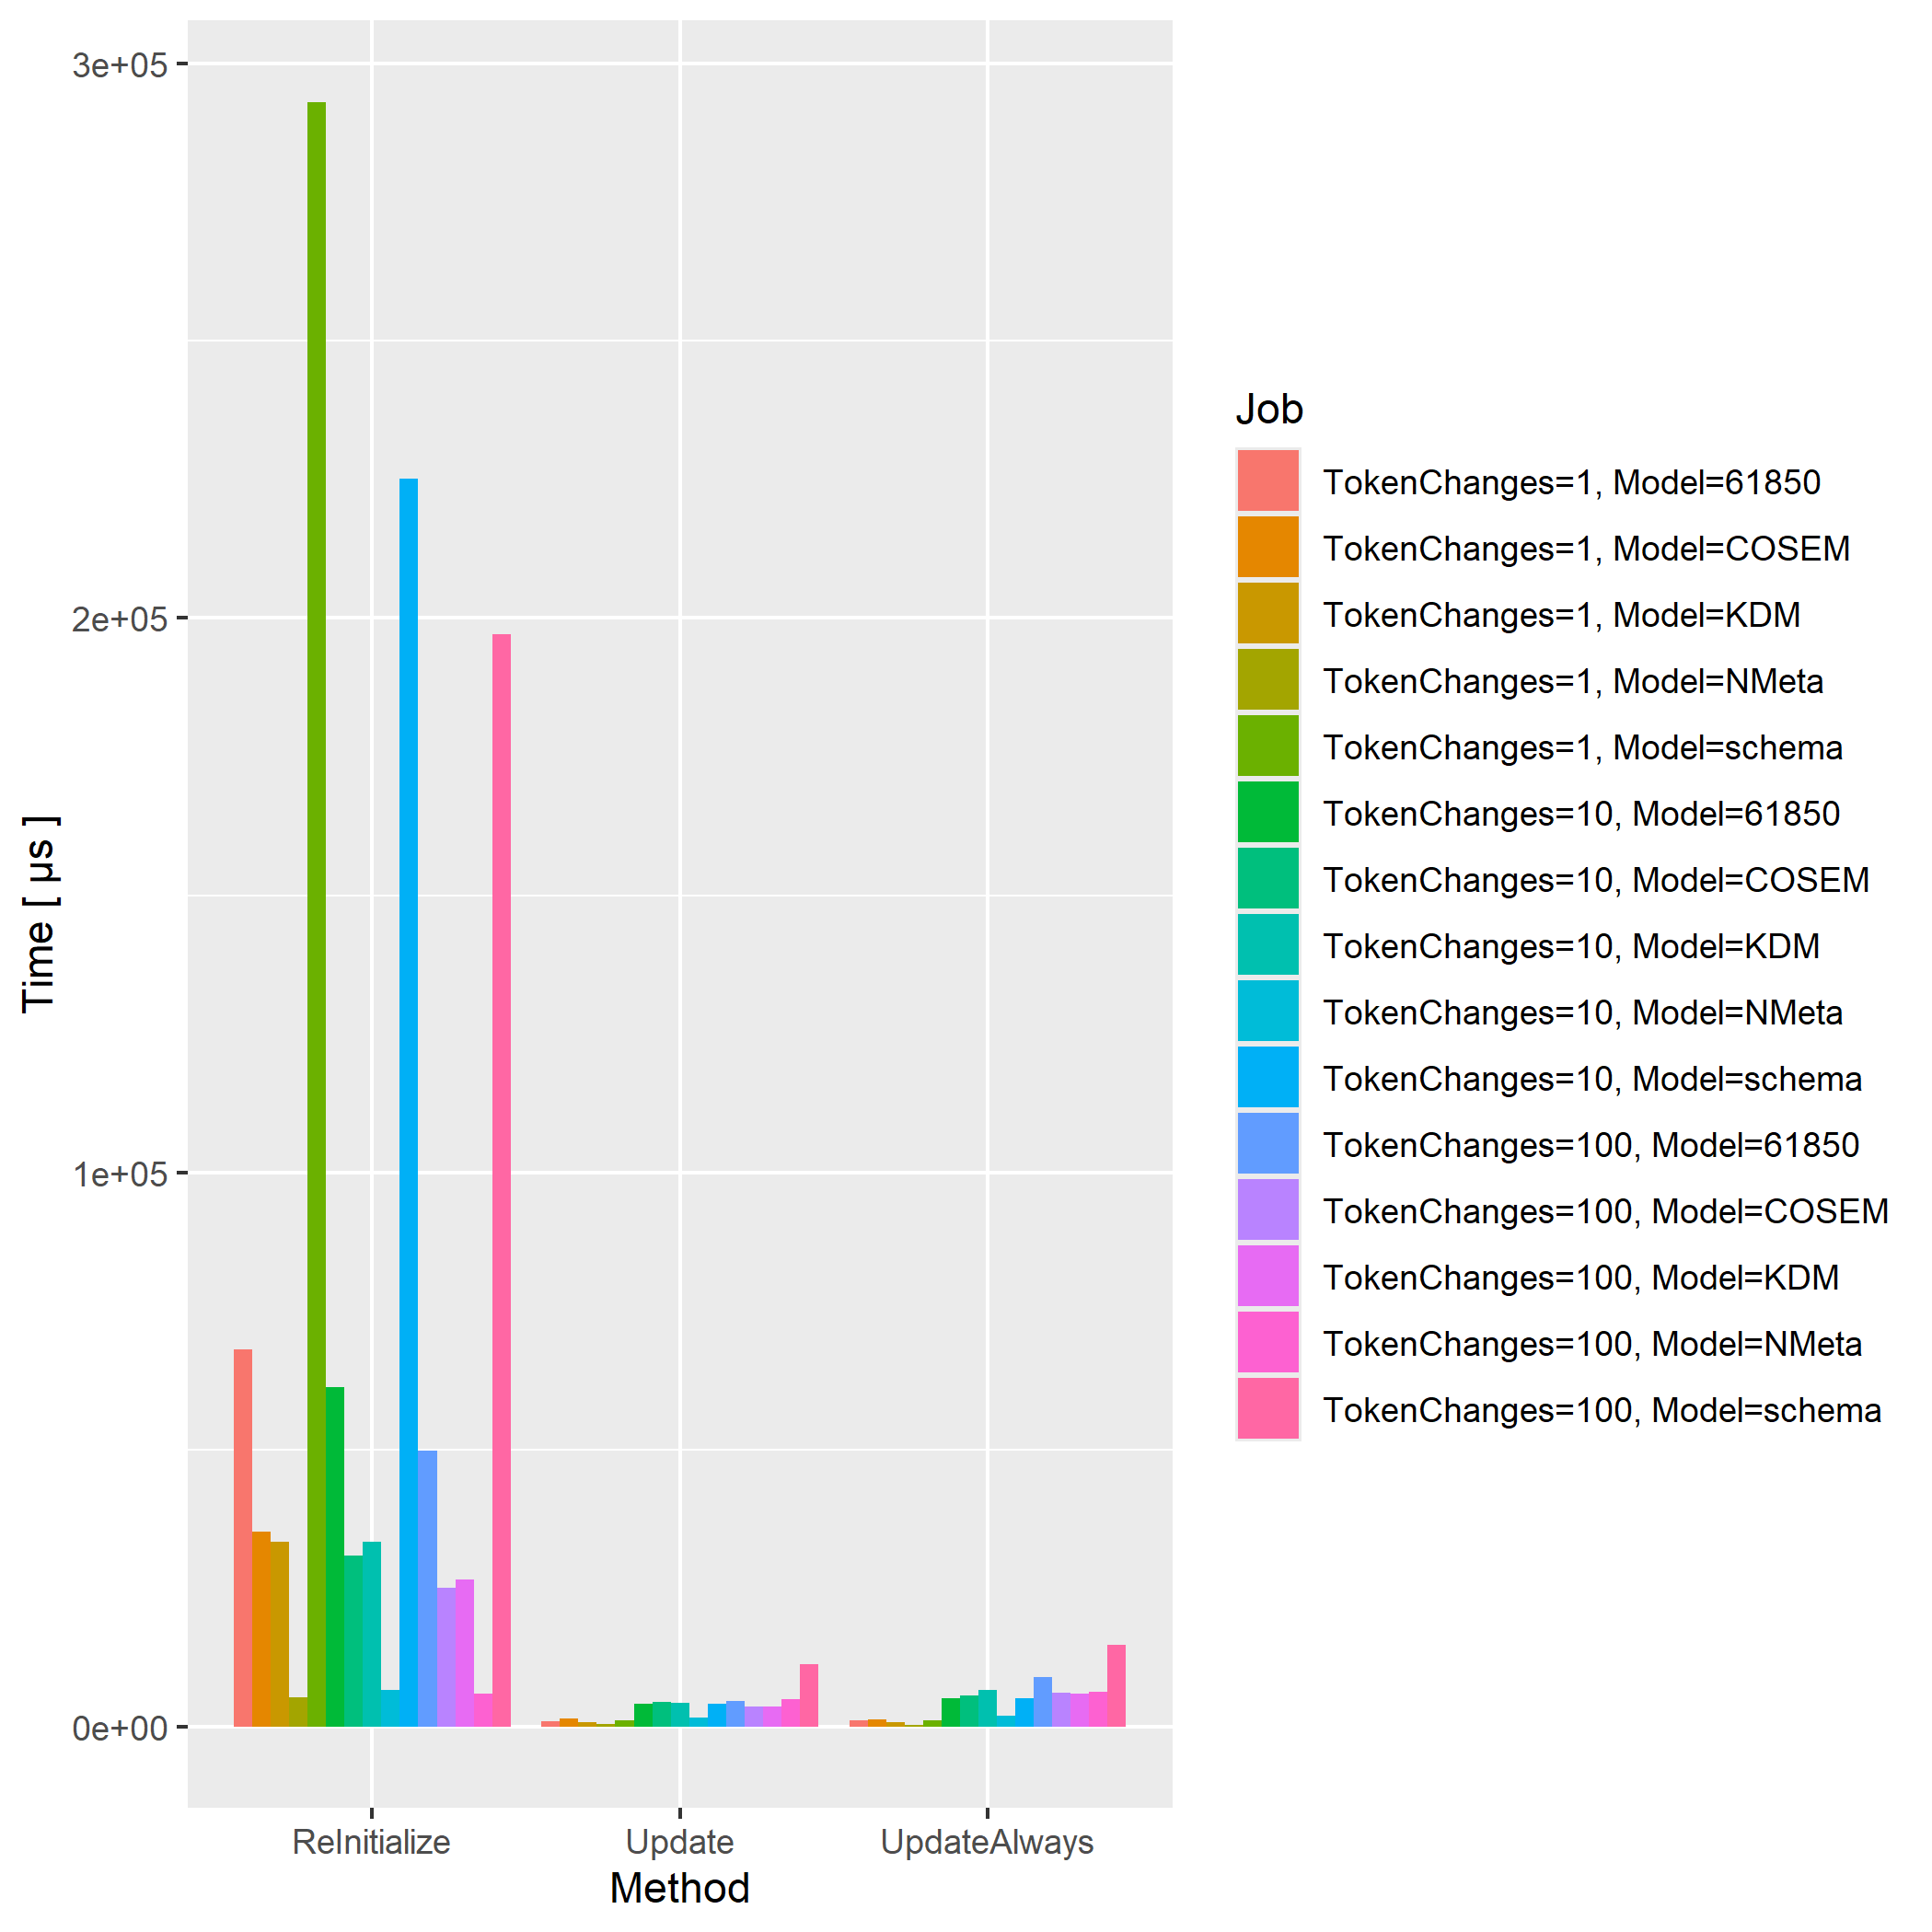 3e+05
2e+05
1e+05
0e+00
Time [ µs ]
ReInitialize
Update
UpdateAlways
Method
Job
TokenChanges=1, Model=61850
TokenChanges=1, Model=COSEM
TokenChanges=1, Model=KDM
TokenChanges=1, Model=NMeta
TokenChanges=1, Model=schema
TokenChanges=10, Model=61850
TokenChanges=10, Model=COSEM
TokenChanges=10, Model=KDM
TokenChanges=10, Model=NMeta
TokenChanges=10, Model=schema
TokenChanges=100, Model=61850
TokenChanges=100, Model=COSEM
TokenChanges=100, Model=KDM
TokenChanges=100, Model=NMeta
TokenChanges=100, Model=schema